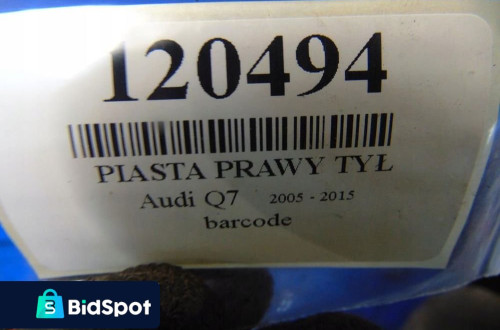 120494
PIASTA PRAWY TYŁ
Audi Q7 2005 - 2015
barcode
BidSpot